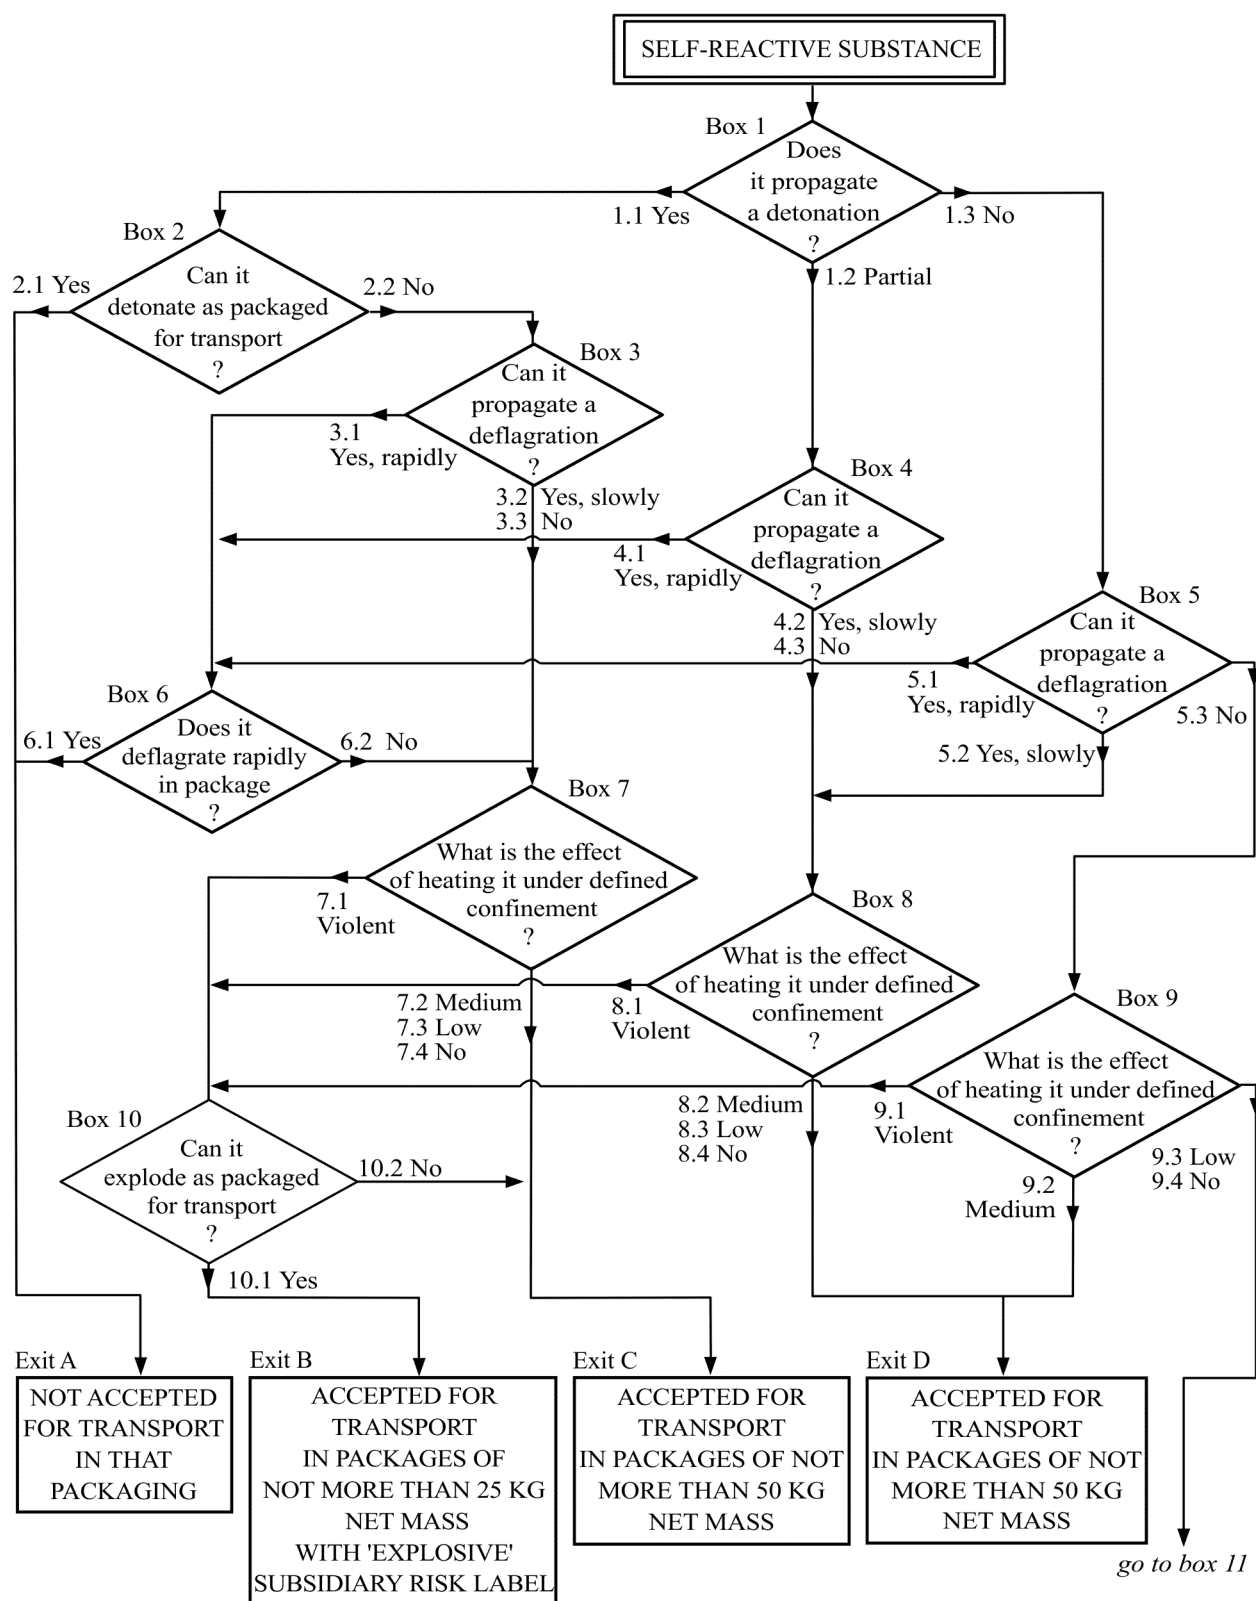 SELF-REACTIVE SUBSTANCE
Box 1
Does
it propagate
a detonation
?
1.1 Yes
1.3 No
1.2 Partial
Box 2
Can it
detonate as packaged
for transport
?
2.1 Yes
2.2 No
Box 3
Can it
propagate a
deflagration
?
3.1
Yes, rapidly
3.2 Yes, slowly
3.3 No
Box 4
Can it
propagate a
deflagration
?
4.1
Yes, rapidly
4.2 Yes, slowly
4.3 No
Box 5
Can it
propagate a
deflagration
?
5.1
Yes, rapidly
5.3 No
5.2 Yes, slowly
Box 6
Does it
deflagrate rapidly
in package
?
6.1 Yes
6.2 No
Box 7
What is the effect
of heating it under defined
confinement
?
7.1
Violent
7.2 Medium
7.3 Low
7.4 No
Box 8
What is the effect
of heating it under defined
confinement
?
8.1
Violent
8.2 Medium
8.3 Low
8.4 No
Box 9
What is the effect
of heating it under defined
confinement
?
9.1
Violent
9.3 Low
9.4 No
9.2
Medium
Box 10
Can it
explode as packaged
for transport
?
10.2 No
10.1 Yes
Exit A
NOT ACCEPTED
FOR TRANSPORT
IN THAT
PACKAGING
Exit B
ACCEPTED FOR
TRANSPORT
IN PACKAGES OF
NOT MORE THAN 25 KG
NET MASS
WITH 'EXPLOSIVE'
SUBSIDIARY RISK LABEL
Exit C
ACCEPTED FOR
TRANSPORT
IN PACKAGES OF NOT
MORE THAN 50 KG
NET MASS
Exit D
ACCEPTED FOR
TRANSPORT
IN PACKAGES OF NOT
MORE THAN 50 KG
NET MASS
go to box 11